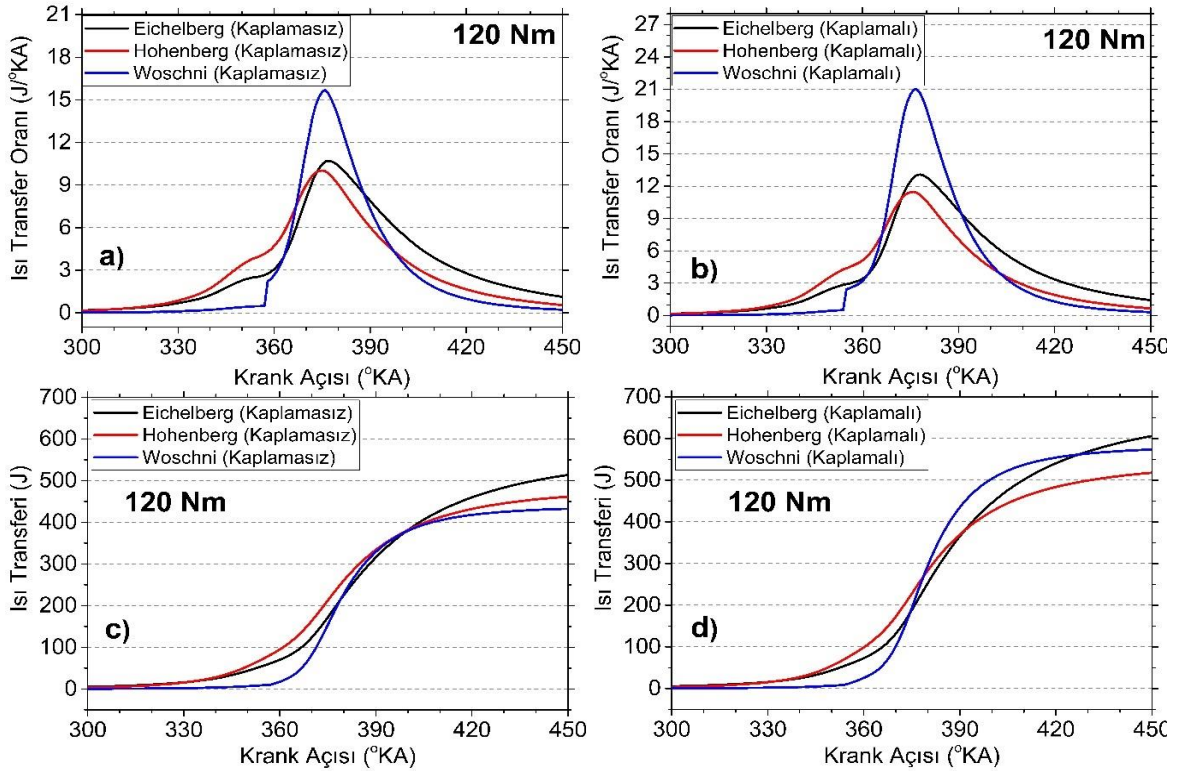 21
18
15
12
9
6
3
0
Isı Transfer Oranı (J/°KA)
Eichelberg (Kaplamasız)
Hohenberg (Kaplamasız)
Woschni (Kaplamasız)
120 Nm
a)
300 330 360 390 420 450
Krank Açısı (°KA)
27
24
21
18
15
12
9
6
3
0
Isı Transfer Oranı (J/°KA)
Eichelberg (Kaplamalı)
Hohenberg (Kaplamalı)
Woschni (Kaplamalı)
120 Nm
b)
300 330 360 390 420 450
Krank Açısı (°KA)
700
600
500
400
300
200
100
0
Isı Transferi (J)
Eichelberg (Kaplamasız)
Hohenberg (Kaplamasız)
Woschni (Kaplamasız)
120 Nm
c)
300 330 360 390 420 450
Krank Açısı (°KA)
700
600
500
400
300
200
100
0
Isı Transferi (J)
Eichelberg (Kaplamalı)
Hohenberg (Kaplamalı)
Woschni (Kaplamalı)
120 Nm
d)
300 330 360 390 420 450
Krank Açısı (°KA)